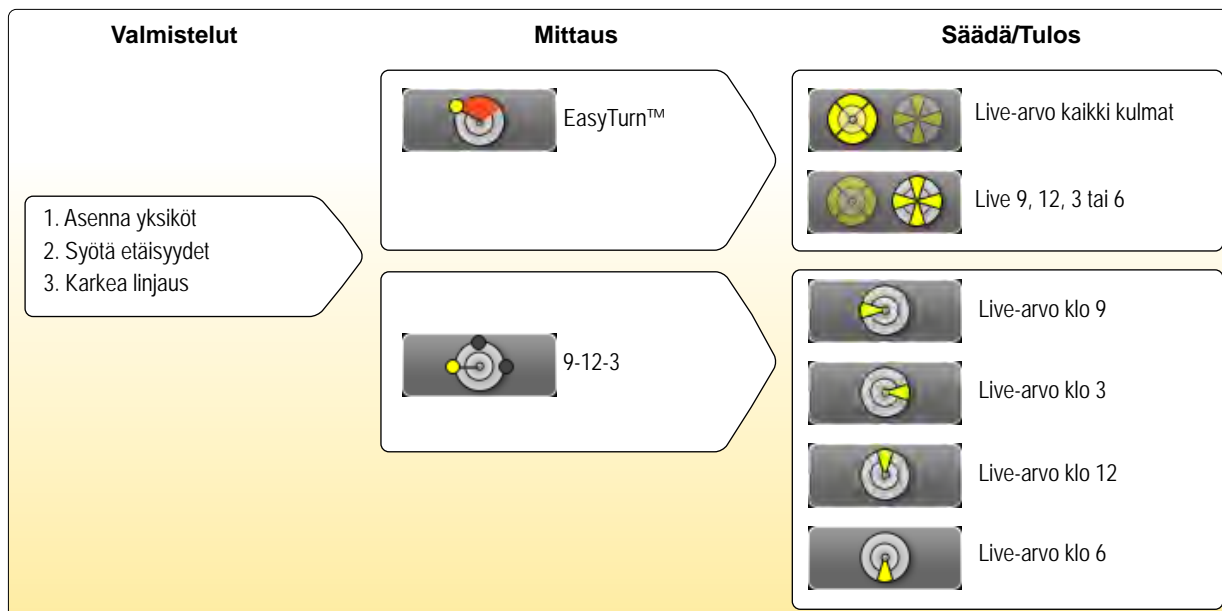 Valmistelut
Mittaus
Säädä/Tulos
1. Asenna yksiköt
2. Syötä etäisyydet
3. Karkea linjaus
EasyTurn™
9-12-3
Live-arvo kaikki kulmat
Live 9, 12, 3 tai 6
Live-arvo klo 9
Live-arvo klo 3
Live-arvo klo 12
Live-arvo klo 6